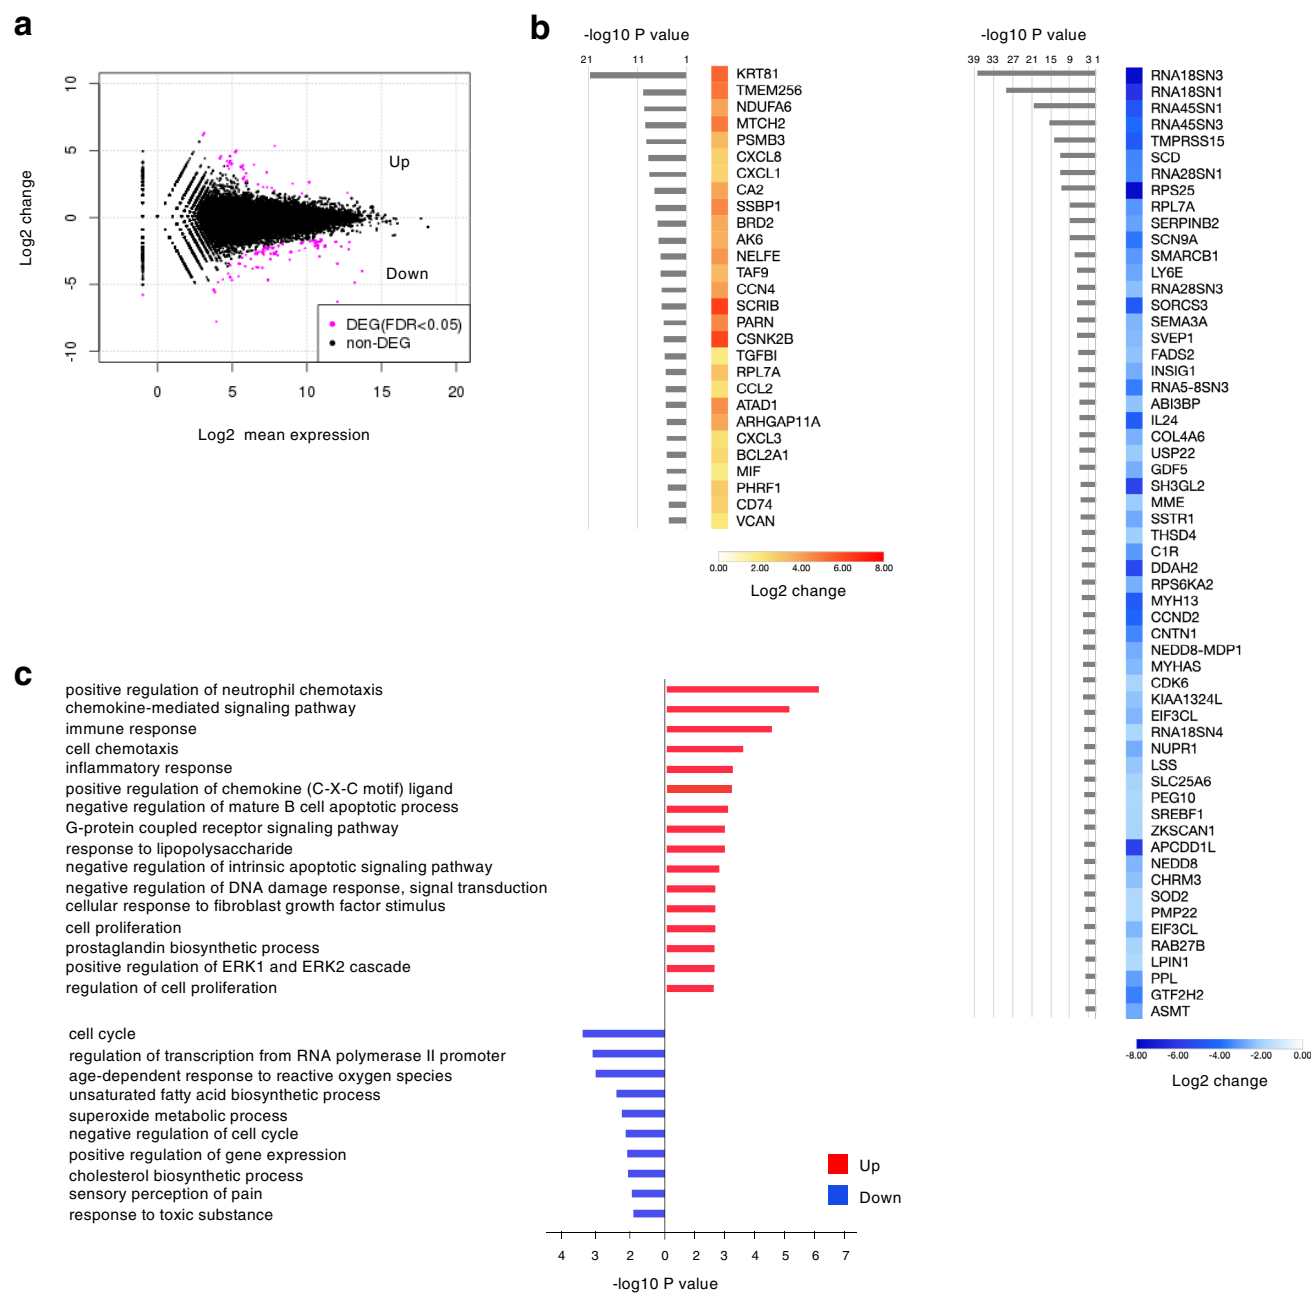 a
Log2 change
10
5
0
-5
-10
Up
Down
DEG(FDR<0.05)
non-DEG
0 5 10 15 20
Log2 mean expression
b
-log10 P value
21 11 1
KRT81
TMEM256
NDUFA6
MTCH2
PSMB3
CXCL8
CXCL1
CA2
SSBP1
BRD2
AK6
NELFE
TAF9
CCN4
SCRIB
PARN
CSNK2B
TGFBI
RPL7A
CCL2
ATAD1
ARHGAP11A
CXCL3
BCL2A1
MIF
PHRF1
CD74
VCAN
0.00 2.00 4.00 6.00 8.00
Log2 change
-log10 P value
39 33 27 21 15 9 3 1
RNA18SN3
RNA18SN1
RNA45SN1
RNA45SN3
TMPRSS15
SCD
RNA28SN1
RPS25
RPL7A
SERPINB2
SCN9A
SMARCB1
LY6E
RNA28SN3
SORCS3
SEMA3A
SVEP1
FADS2
INSIG1
RNA5-8SN3
ABI3BP
IL24
COL4A6
USP22
GDF5
SH3GL2
MME
SSTR1
THSD4
C1R
DDAH2
RPS6KA2
MYH13
CCND2
CNTN1
NEDD8-MDP1
MYHAS
CDK6
KIAA1324L
EIF3CL
RNA18SN4
NUPR1
LSS
SLC25A6
PEG10
SREBF1
ZKSCAN1
APCDD1L
NEDD8
CHRM3
SOD2
PMP22
EIF3CL
RAB27B
LPIN1
PPL
GTF2H2
ASMT
-8.00 -6.00 -4.00 -2.00 0.00
Log2 change
c
positive regulation of neutrophil chemotaxis
chemokine-mediated signaling pathway
immune response
cell chemotaxis
inflammatory response
positive regulation of chemokine (C-X-C motif) ligand
negative regulation of mature B cell apoptotic process
G-protein coupled receptor signaling pathway
response to lipopolysaccharide
negative regulation of intrinsic apoptotic signaling pathway
negative regulation of DNA damage response, signal transduction
cellular response to fibroblast growth factor stimulus
cell proliferation
prostaglandin biosynthetic process
positive regulation of ERK1 and ERK2 cascade
regulation of cell proliferation
cell cycle
regulation of transcription from RNA polymerase II promoter
age-dependent response to reactive oxygen species
unsaturated fatty acid biosynthetic process
superoxide metabolic process
negative regulation of cell cycle
positive regulation of gene expression
cholesterol biosynthetic process
sensory perception of pain
response to toxic substance
Up
Down
4 3 2 0 2 3 4 5 6 7
-log10 P value